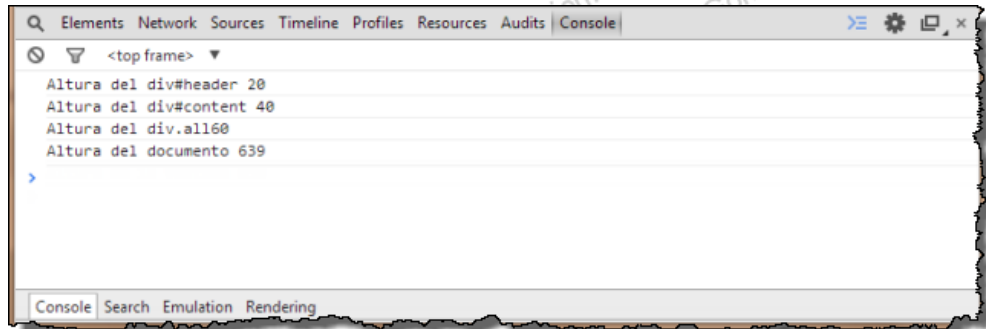 Elements Network Sources Timeline Profiles Resources Audits Console
<top frame> ▼
Altura del div#header 20
Altura del div#content 40
Altura del div.all60
Altura del documento 639
Console Search Emulation Rendering